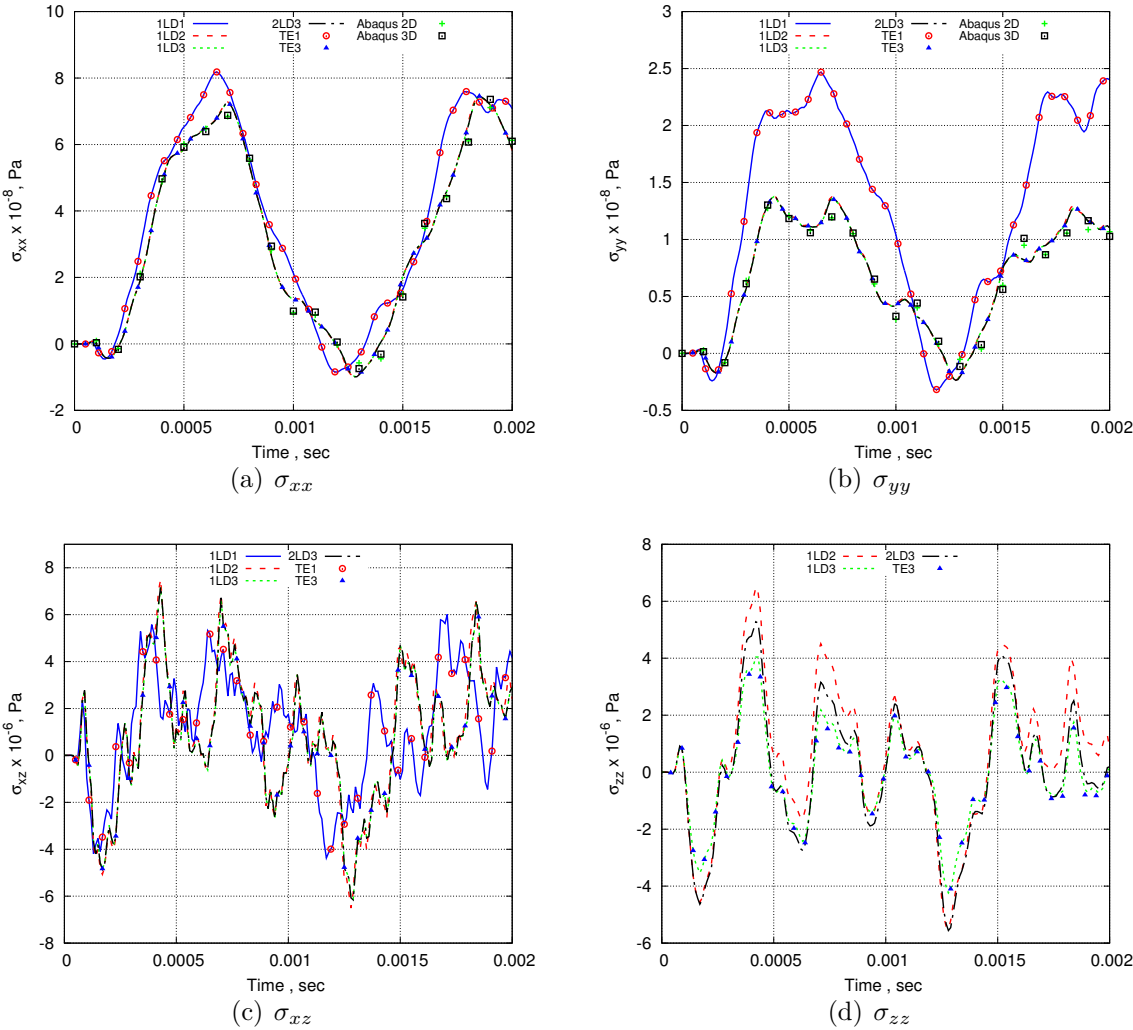 1LD1
1LD2
1LD3
2LD3
TE1
TE3
Abaqus 2D
Abaqus 3D
10
8
6
4
2
0
-2
σxx x 10-8 , Pa
0 0.0005 0.001 0.0015 0.002
Time , sec
(a) σxx
1LD1
1LD2
1LD3
2LD3
TE1
TE3
Abaqus 2D
Abaqus 3D
3
2.5
2
1.5
1
0.5
0
-0.5
σyy x 10-8 , Pa
0 0.0005 0.001 0.0015 0.002
Time , sec
(b) σyy
1LD1
1LD2
1LD3
2LD3
TE1
TE3
8
6
4
2
0
-2
-4
-6
-8
σxz x 10-6 , Pa
0 0.0005 0.001 0.0015 0.002
Time , sec
(c) σxz
1LD2
1LD3
2LD3
TE3
8
6
4
2
0
-2
-4
-6
σzz x 10-6 , Pa
0 0.0005 0.001 0.0015 0.002
Time , sec
(d) σzz